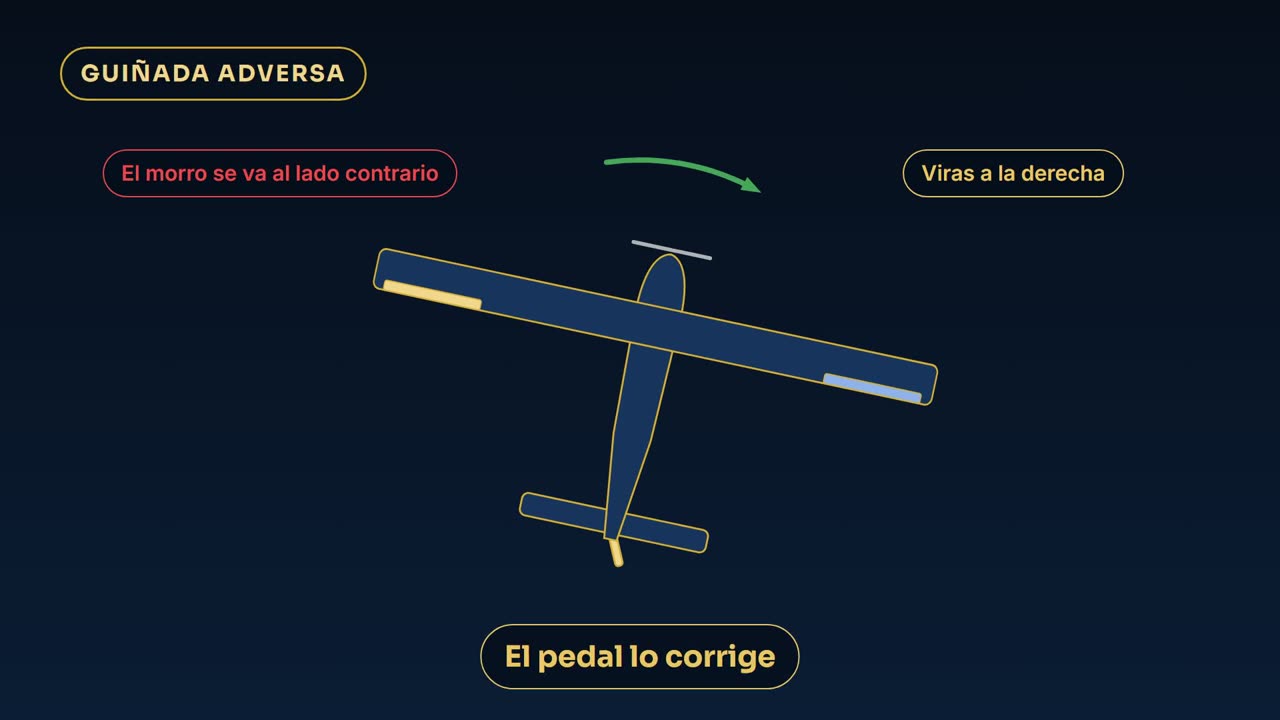 GUIÑADA ADVERSA
El morro se va al lado contrario
Viras a la derecha
El pedal lo corrige